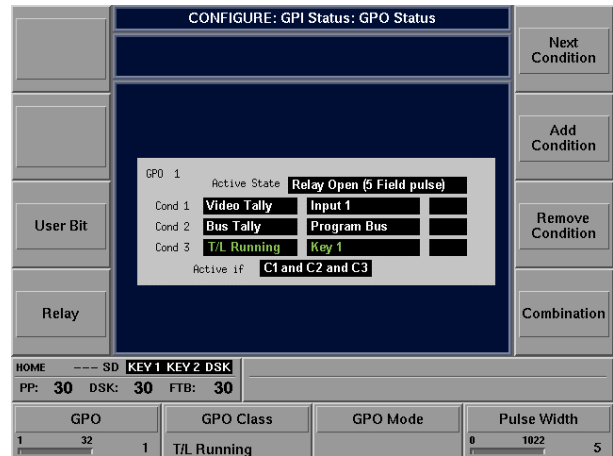 CONFIGURE: GPI Status: GPO Status
Next
Condition
Add
Condition
GPO 1
Active State Relay Open (5 Field pulse)
Cond 1 Video Tally Input 1
User Bit
Cond 2 Bus Tally Program Bus
Remove
Condition
Cond 3 T/L Running Key 1
Active if C1 and C2 and C3
Relay
Combination
HOME --- SD KEY 1 KEY 2 DSK
PP: 30 DSK: 30 FTB: 30
GPO GPO Class GPO Mode Pulse Width
1 32 1 T/L Running 0 1022 5